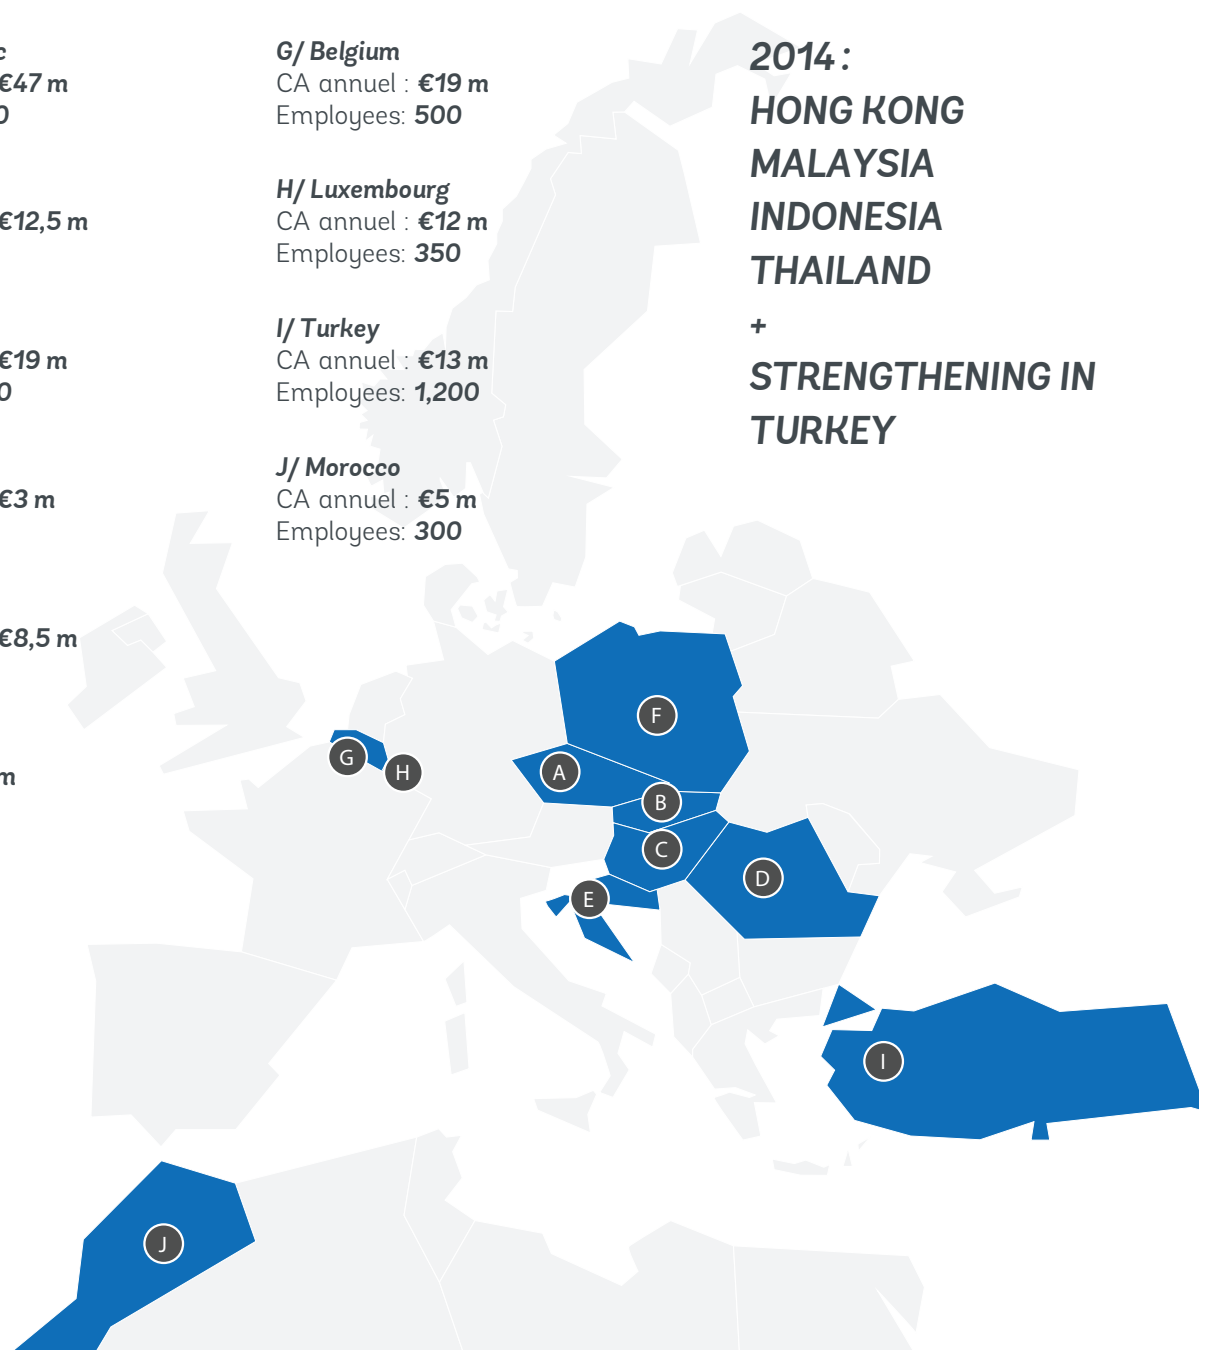 c
€47 m
0
€12,5 m
€19 m
0
€3 m
€8,5 m
m
G/ Belgium
CA annuel : €19 m
Employees: 500
H/ Luxembourg
CA annuel : €12 m
Employees: 350
I/ Turkey
CA annuel : €13 m
Employees: 1,200
J/ Morocco
CA annuel : €5 m
Employees: 300
2014 :
HONG KONG
MALAYSIA
INDONESIA
THAILAND
+
STRENGTHENING IN
TURKEY
F
G
H
A
B
C
D
E
I
J